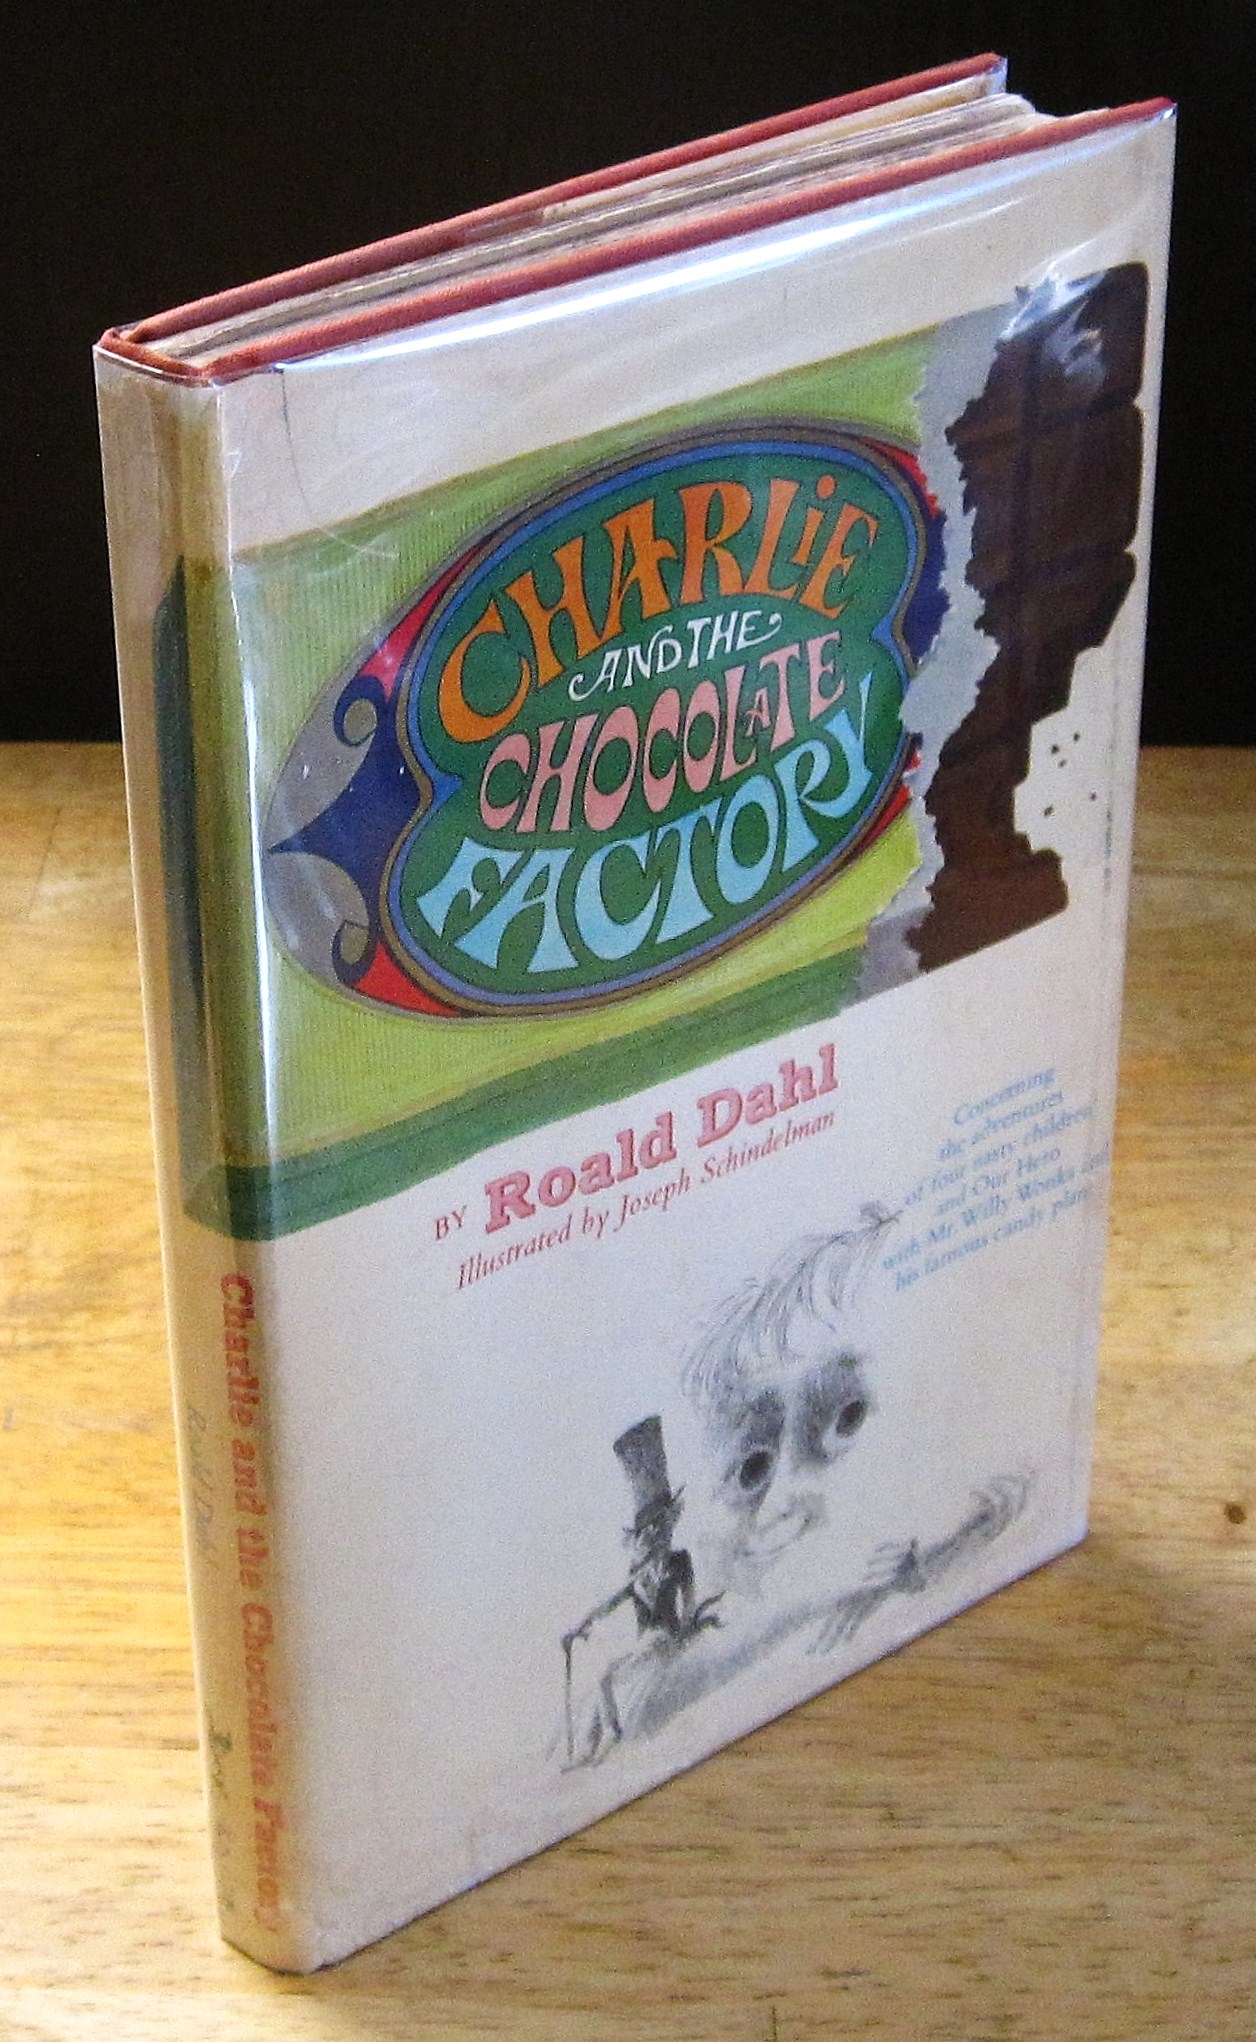 CHARLiE
AND THE
CHOCOLATE
FACTORY
BY Roald Dahl
Illustrated by Joseph Schindelman
Concerning
the adventures
of four nasty children
and Our Hero
with Mr. Willy Wonka and
his famous candy plant
Charlie and the Chocolate Factory
Roald Dahl